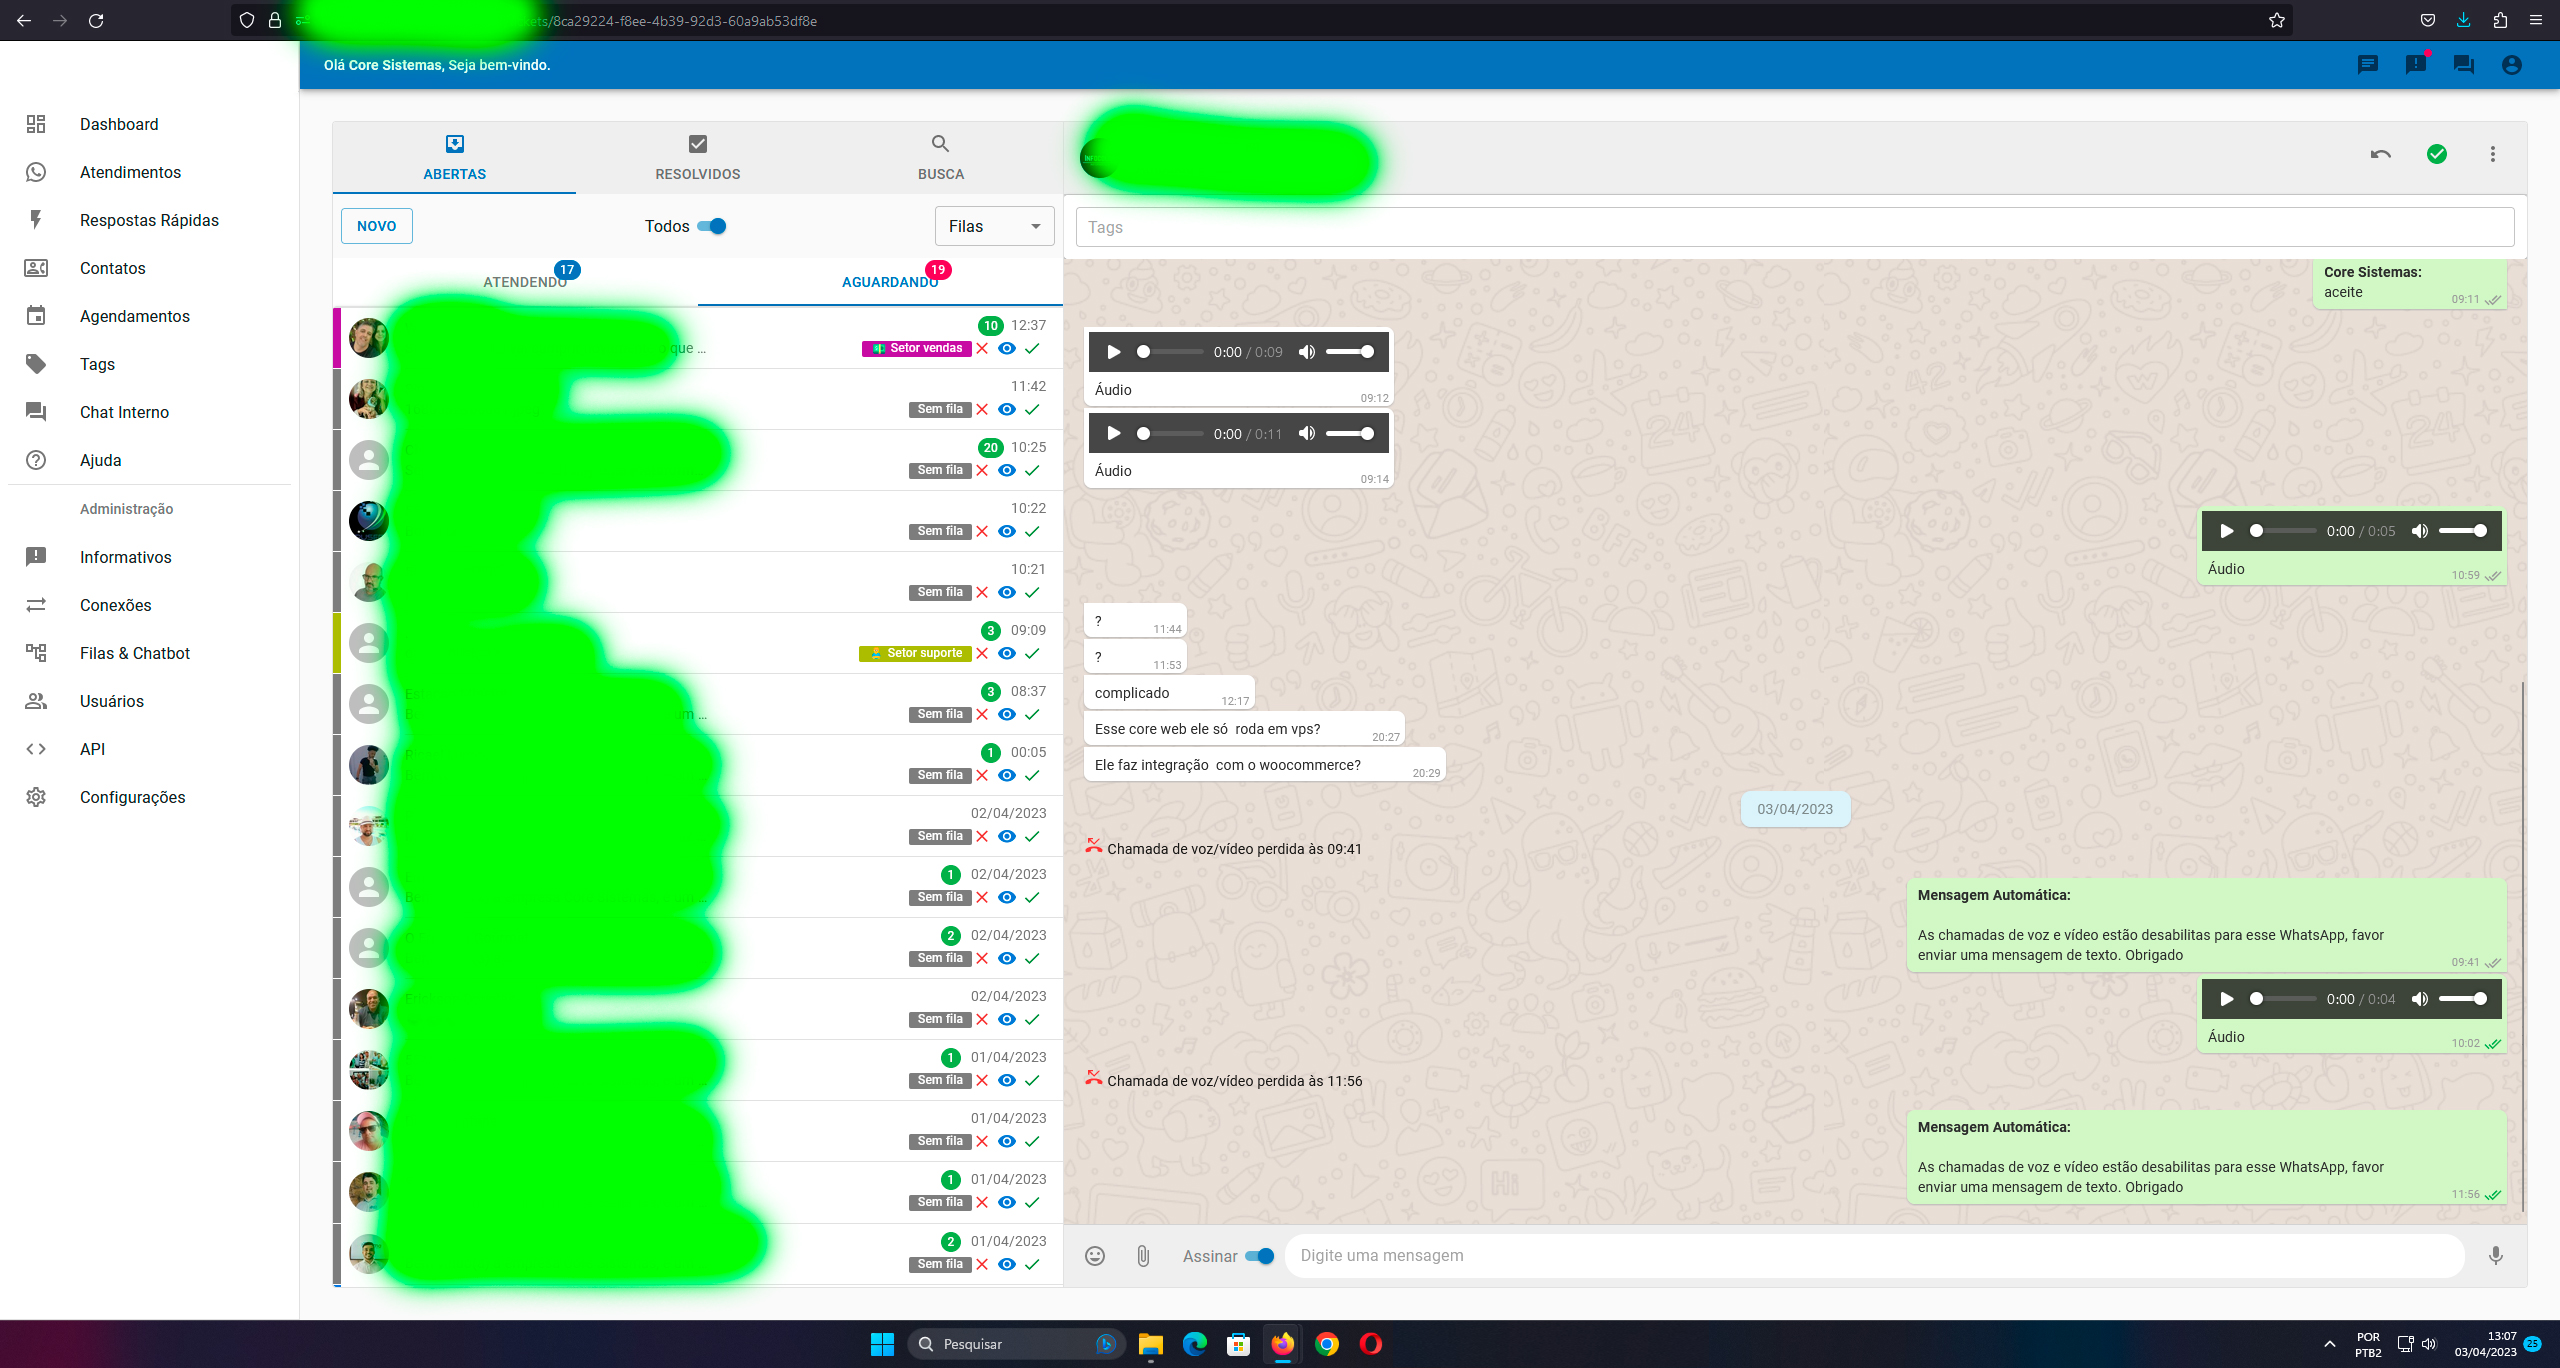 ets/8ca29224-f8ee-4b39-92d3-60a9ab53df8e
Olá Core Sistemas, Seja bem-vindo.
Dashboard
Atendimentos
Respostas Rápidas
Contatos
Agendamentos
Tags
Chat Interno
Ajuda
Administração
Informativos
Conexões
Filas & Chatbot
Usuários
API
Configurações
ABERTAS
RESOLVIDOS
BUSCA
NOVO
Todos
Filas
ATENDENDO 17
AGUARDANDO 19
10 12:37
o que ...
Setor vendas
11:42
Sem fila
20 10:25
Sem fila
10:22
Sem fila
10:21
Sem fila
3 09:09
Setor suporte
3 08:37
um ...
Sem fila
1 00:05
Sem fila
02/04/2023
Sem fila
1 02/04/2023
Sem fila
2 02/04/2023
Sem fila
02/04/2023
Sem fila
1 01/04/2023
Sem fila
01/04/2023
Sem fila
1 01/04/2023
Sem fila
2 01/04/2023
Sem fila
Tags
Core Sistemas:
aceite
09:11
0:00 / 0:09
Áudio
09:12
0:00 / 0:11
Áudio
09:14
0:00 / 0:05
Áudio
10:59
?
11:44
?
11:53
complicado
12:17
Esse core web ele só  roda em vps?
20:27
Ele faz integração  com o woocommerce?
20:29
03/04/2023
Chamada de voz/vídeo perdida às 09:41
Mensagem Automática:
As chamadas de voz e vídeo estão desabilitas para esse WhatsApp, favor
enviar uma mensagem de texto. Obrigado
09:41
0:00 / 0:04
Áudio
10:02
Chamada de voz/vídeo perdida às 11:56
Mensagem Automática:
As chamadas de voz e vídeo estão desabilitas para esse WhatsApp, favor
enviar uma mensagem de texto. Obrigado
11:56
Assinar
Digite uma mensagem
Pesquisar
POR
PTB2
13:07
03/04/2023
25